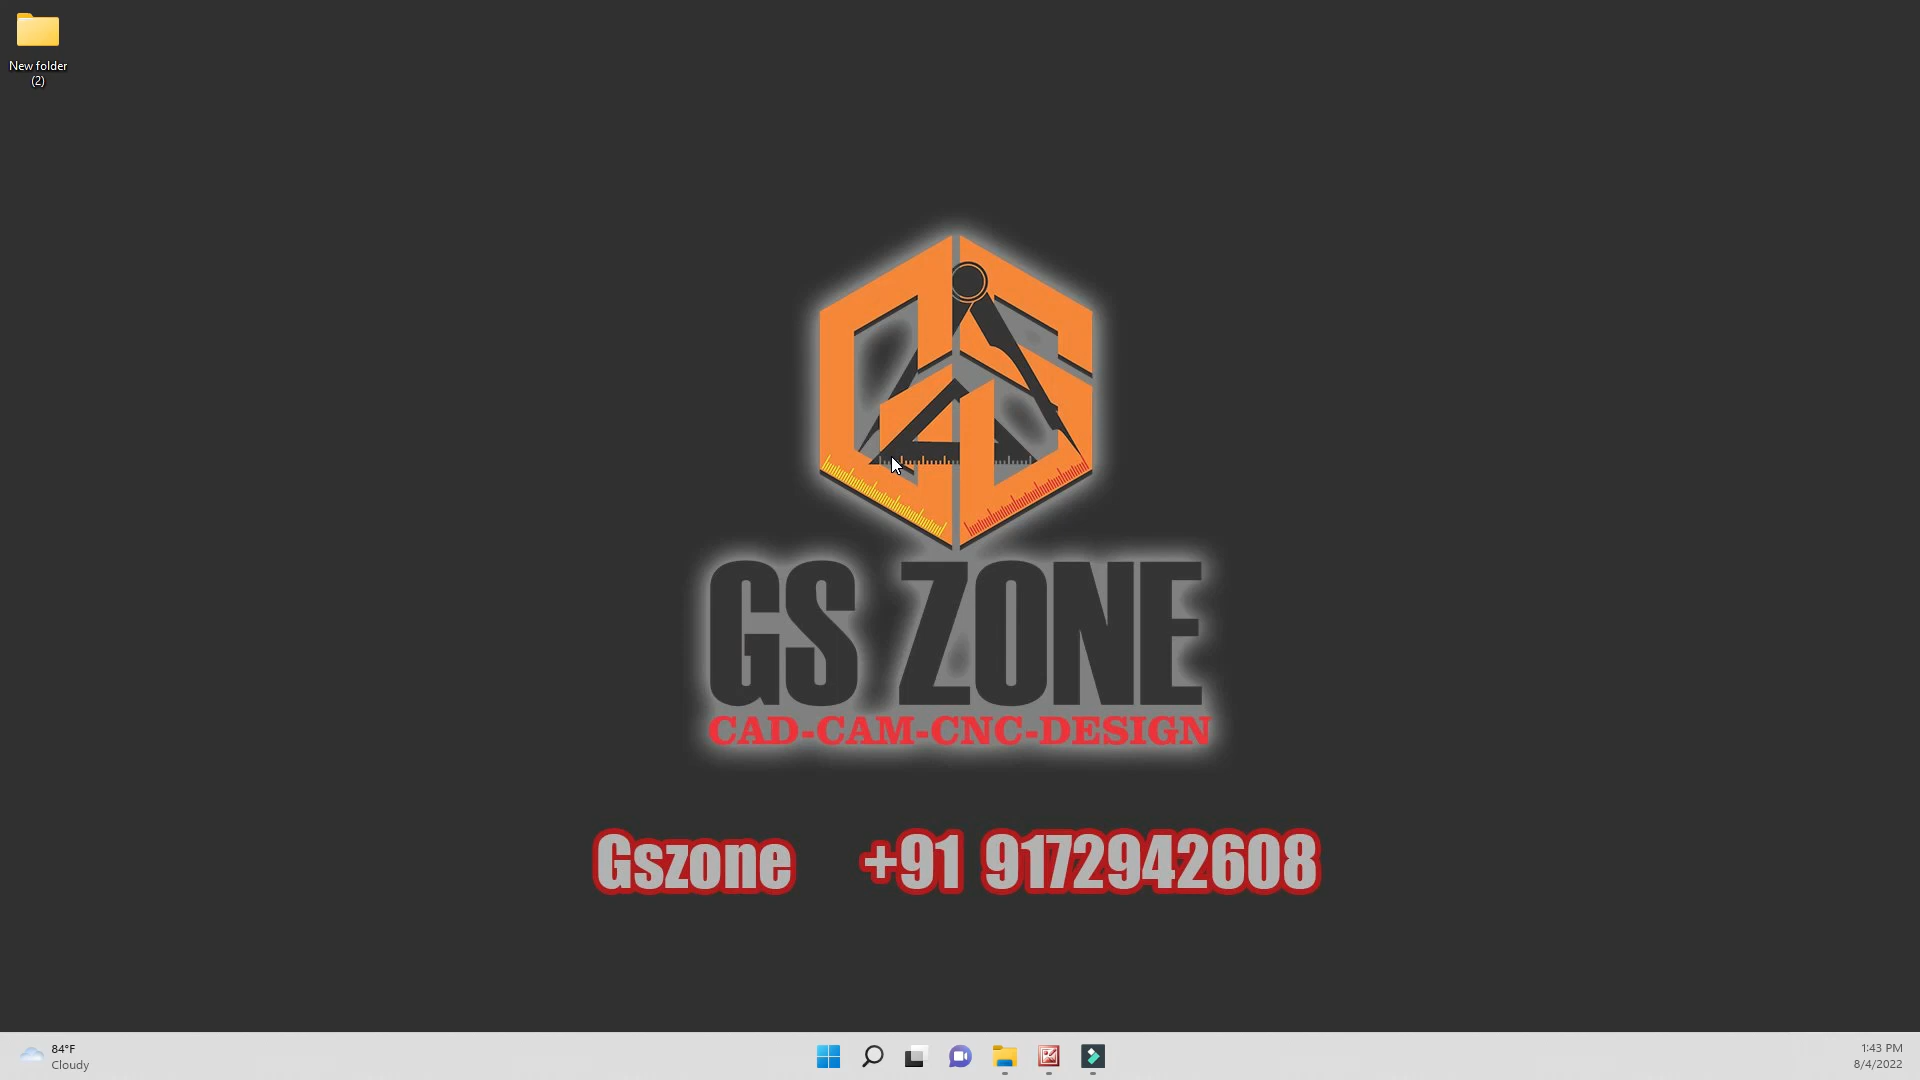 New folder
(2)
GS ZONE
CAD-CAM-CNC-DESIGN
Gszone +91 9172942608
84°F
Cloudy
1:43 PM
8/4/2022